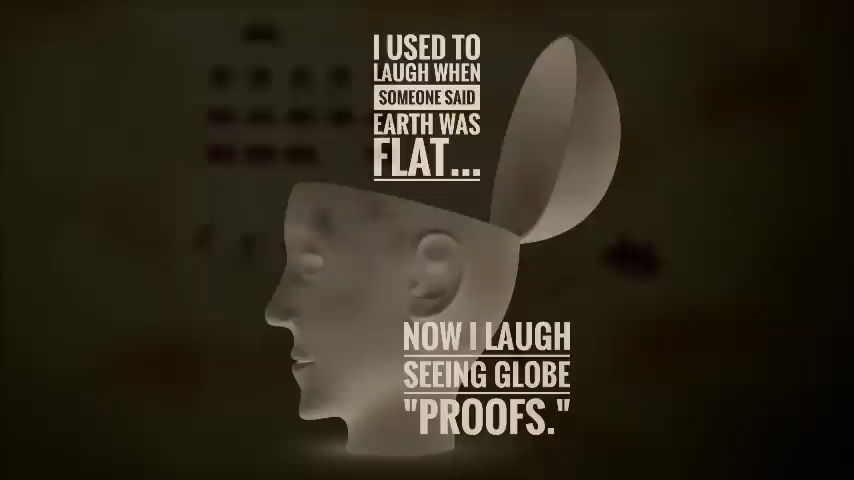 I USED TO
LAUGH WHEN
SOMEONE SAID
EARTH WAS
FLAT...
NOW I LAUGH
SEEING GLOBE
"PROOFS."